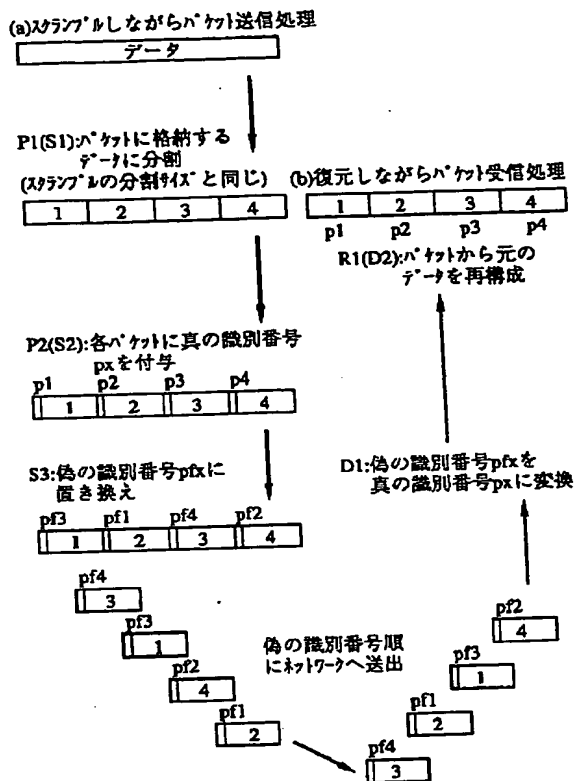 (a)ｽｸﾗﾝﾌﾞﾙしながらﾊﾟｹｯﾄ送信処理
データ
P1(S1):ﾊﾟｹｯﾄに格納する
ﾃﾞｰﾀに分割
(ｽｸﾗﾝﾌﾞﾙの分割ｻｲｽﾞと同じ)
1 2 3 4
(b)復元しながらﾊﾟｹｯﾄ受信処理
1 2 3 4
p1 p2 p3 p4
R1(D2):ﾊﾟｹｯﾄから元の
ﾃﾞｰﾀを再構成
P2(S2):各ﾊﾟｹｯﾄに真の識別番号
pxを付与
p1 p2 p3 p4
1 2 3 4
S3:偽の識別番号pfxに
置き換え
pf3 pf1 pf4 pf2
1 2 3 4
D1:偽の識別番号pfxを
真の識別番号pxに変換
pf4
3
pf3
1
pf2
4
pf1
2
偽の識別番号順
にﾈｯﾄﾜｰｸへ送出
pf2
4
pf3
1
pf1
2
pf4
3